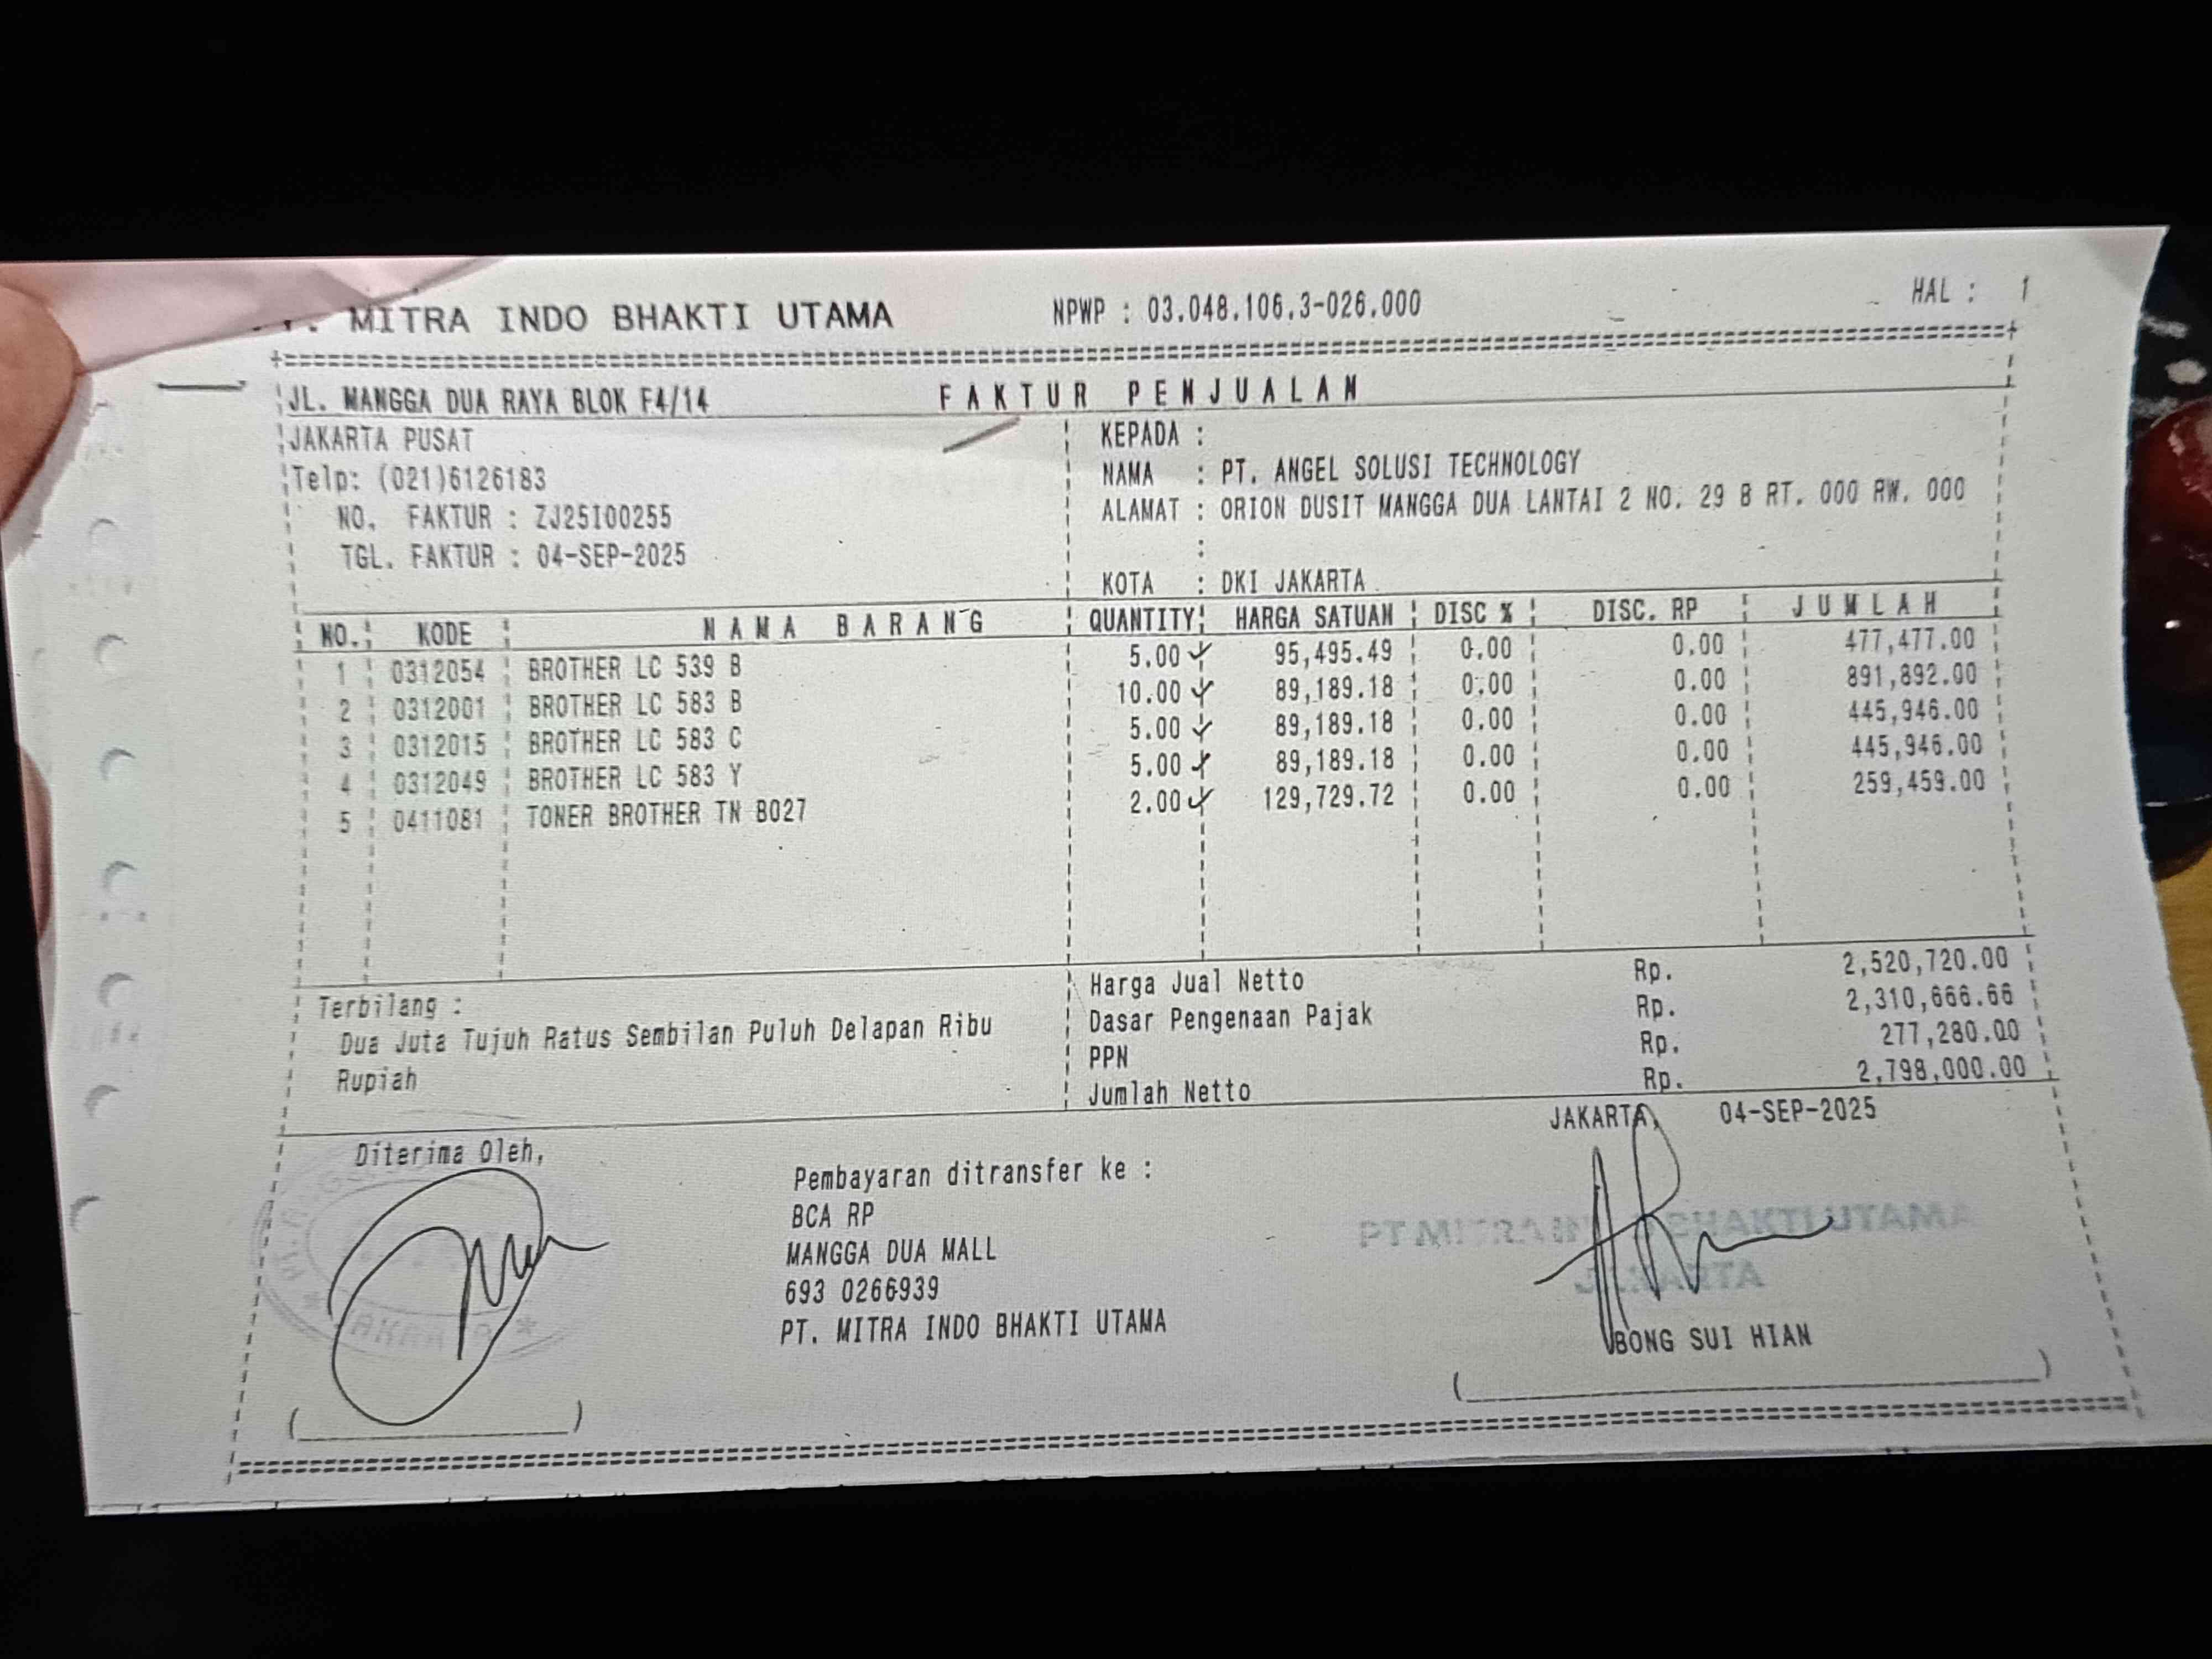 MITRA INDO BHAKTI UTAMA NPWP : 03.048.106.3-026.000 HAL : 1
JL. MANGGA DUA RAYA BLOK F4/14 FAKTUR PENJUALAN
JAKARTA PUSAT
Telp: (021)6126183
NO. FAKTUR : ZJ25I00255
TGL. FAKTUR : 04-SEP-2025
KEPADA :
NAMA : PT. ANGEL SOLUSI TECHNOLOGY
ALAMAT : ORION DUSIT MANGGA DUA LANTAI 2 NO. 29 B RT. 000 RW. 000
:
KOTA : DKI JAKARTA
NO. KODE NAMA BARANG QUANTITY HARGA SATUAN DISC % DISC. RP JUMLAH
1 0312054 BROTHER LC 539 B 5.00 95,495.49 0.00 0.00 477,477.00
2 0312001 BROTHER LC 583 B 10.00 89,189.18 0.00 0.00 891,892.00
3 0312015 BROTHER LC 583 C 5.00 89,189.18 0.00 0.00 445,946.00
4 0312049 BROTHER LC 583 Y 5.00 89,189.18 0.00 0.00 445,946.00
5 0411081 TONER BROTHER TN B027 2.00 129,729.72 0.00 0.00 259,459.00
Harga Jual Netto Rp. 2,520,720.00
Dasar Pengenaan Pajak Rp. 2,310,666.66
PPN Rp. 277,280.00
Jumlah Netto Rp. 2,798,000.00
Terbilang :
Dua Juta Tujuh Ratus Sembilan Puluh Delapan Ribu
Rupiah
JAKARTA, 04-SEP-2025
Diterima Oleh,
Pembayaran ditransfer ke :
BCA RP
MANGGA DUA MALL
693 0266939
PT. MITRA INDO BHAKTI UTAMA
BHAKTI UTAMA
JAKARTA
BONG SUI HIAN